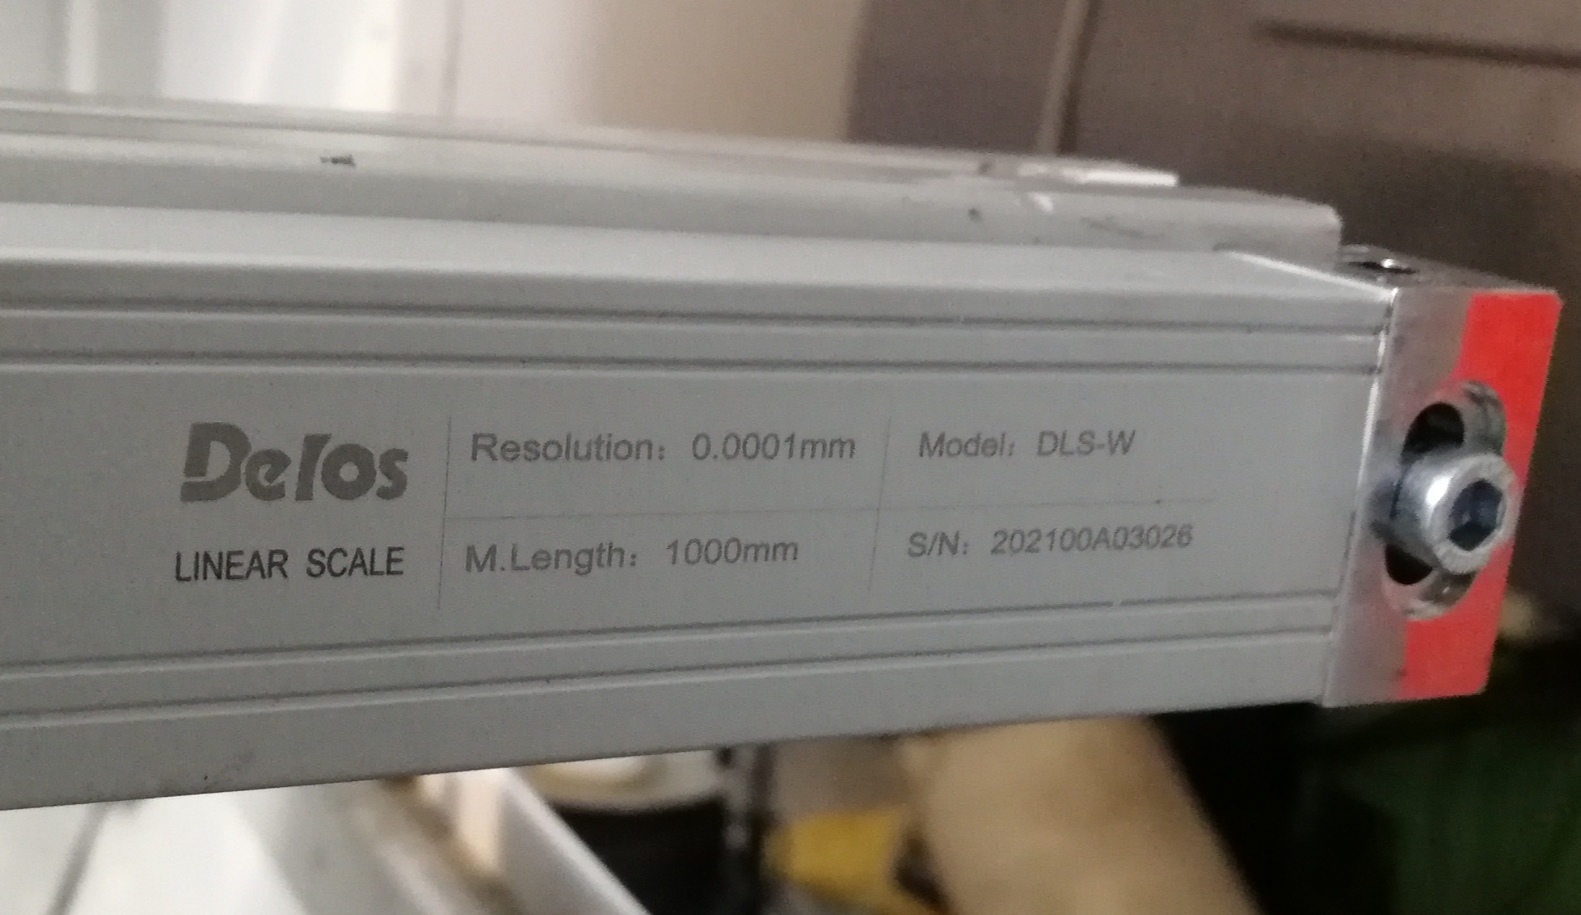 Delos
LINEAR SCALE
Resolution: 0.0001mm
M.Length: 1000mm
Model: DLS-W
S/N: 202100A03026